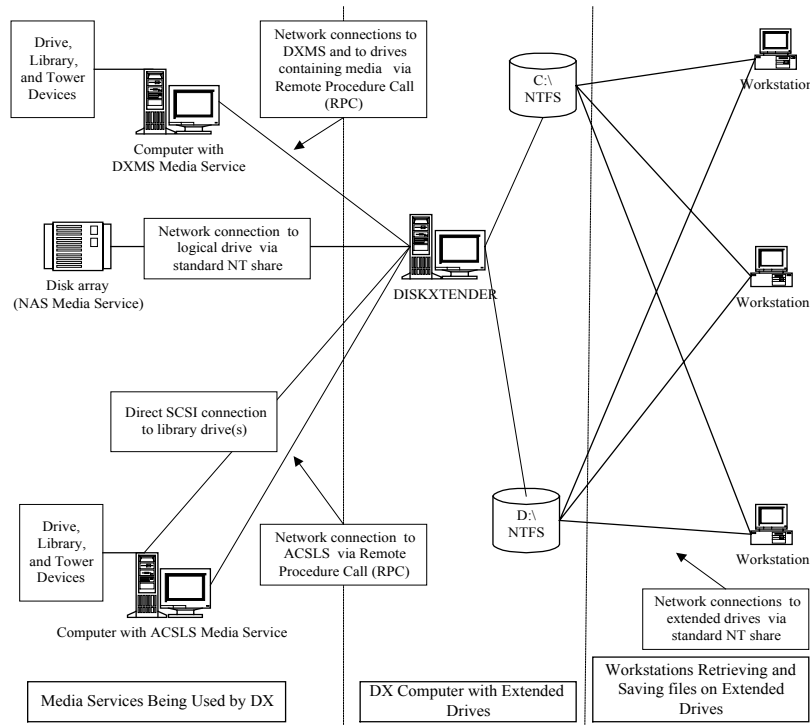 Drive,
Library,
and Tower
Devices
Computer with
DXMS Media Service
Network connections to
DXMS and to drives
containing media via
Remote Procedure Call
(RPC)
C:\
NTFS
Workstation
Disk array
(NAS Media Service)
Network connection to
logical drive via
standard NT share
DISKXTENDER
Workstation
Direct SCSI connection
to library drive(s)
Drive,
Library,
and Tower
Devices
Computer with ACSLS Media Service
Network connection to
ACSLS via Remote
Procedure Call (RPC)
D:\
NTFS
Workstation
Network connections to
extended drives via
standard NT share
Media Services Being Used by DX
DX Computer with Extended
Drives
Workstations Retrieving and
Saving files on Extended
Drives